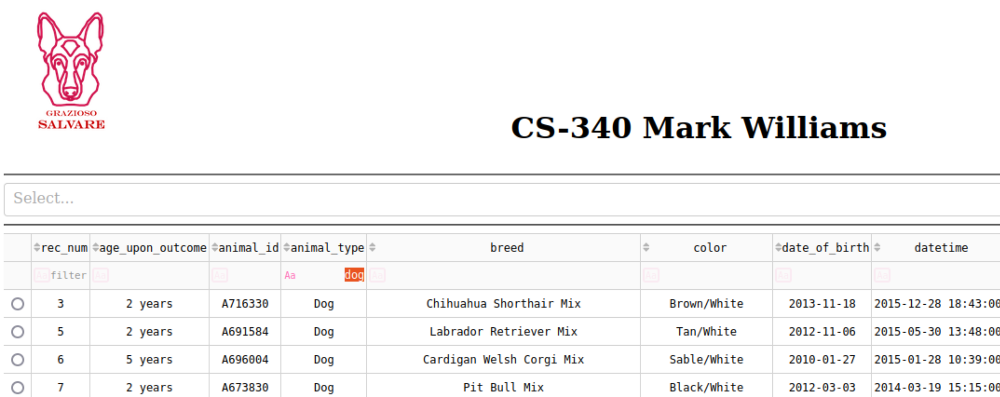 GRAZIOSO
SALVARE
CS-340 Mark Williams
Select...
rec_num age_upon_outcome animal_id animal_type breed color date_of_birth datetime
Aa filter Aa Aa Aa dog Aa Aa Aa Aa
3 2 years A716330 Dog Chihuahua Shorthair Mix Brown/White 2013-11-18 2015-12-28 18:43:00
5 2 years A691584 Dog Labrador Retriever Mix Tan/White 2012-11-06 2015-05-30 13:48:00
6 5 years A696004 Dog Cardigan Welsh Corgi Mix Sable/White 2010-01-27 2015-01-28 10:39:00
7 2 years A673830 Dog Pit Bull Mix Black/White 2012-03-03 2014-03-19 15:15:00